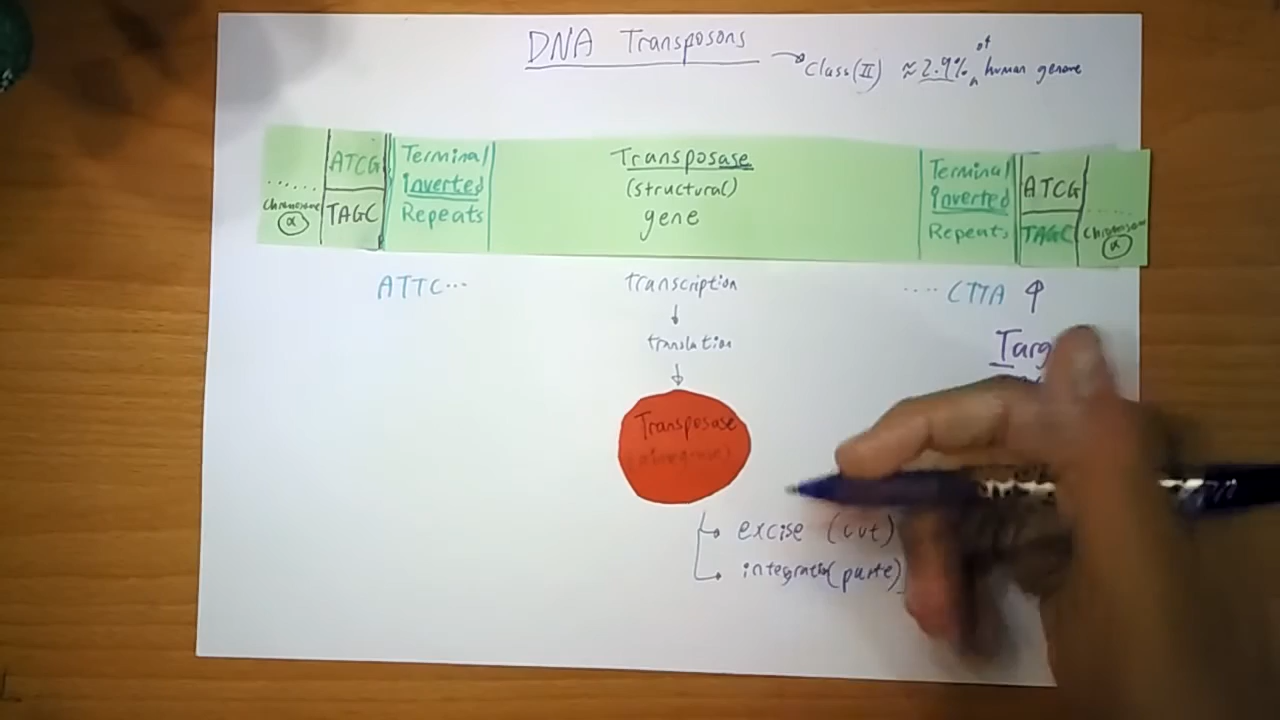 DNA Transposons
Class (II) ≈ 2.9% of human genome
ATCG
TAGC
chromosome
α
Terminal
Inverted
Repeats
Transposase
(structural)
gene
Terminal
Inverted
Repeats
ATCG
TAGC
chromosome
α
ATTC...
transcription
translation
Transposase
.... CTTA
excise (cut)
integration (paste)